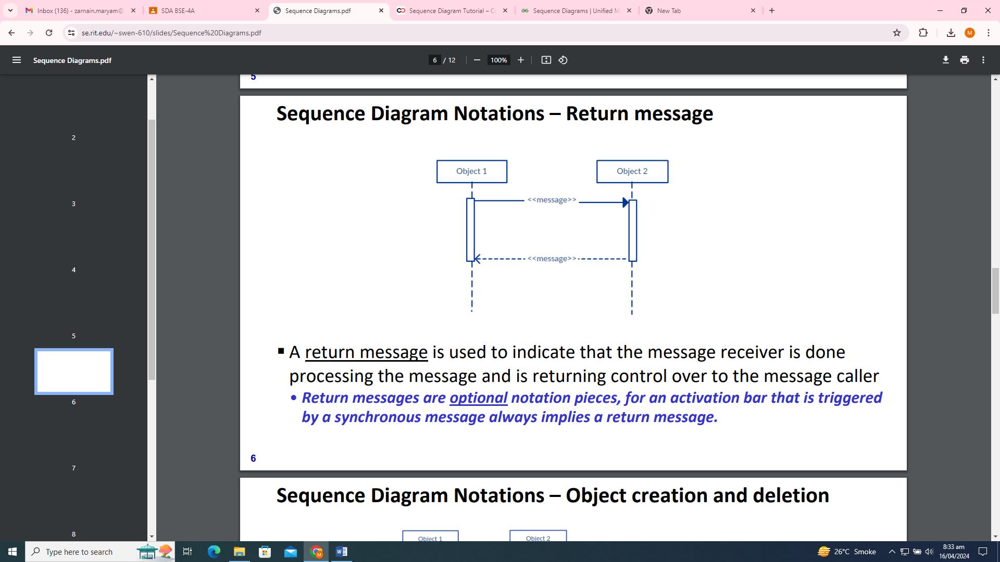 Inbox (136) - zarnain.maryam@
SDA BSE-4A
Sequence Diagrams.pdf
Sequence Diagram Tutorial – C
Sequence Diagrams | Unified M
New Tab
se.rit.edu/~swen-610/slides/Sequence%20Diagrams.pdf
M
Sequence Diagrams.pdf
6 / 12
100%
2
3
4
5
6
7
8
5
Sequence Diagram Notations – Return message
Object 1
Object 2
<<message>>
<<message>>
▪ A return message is used to indicate that the message receiver is done
processing the message and is returning control over to the message caller
• Return messages are optional notation pieces, for an activation bar that is triggered
by a synchronous message always implies a return message.
6
Sequence Diagram Notations – Object creation and deletion
Object 1
Object 2
Type here to search
M
26°C Smoke
8:33 am
16/04/2024